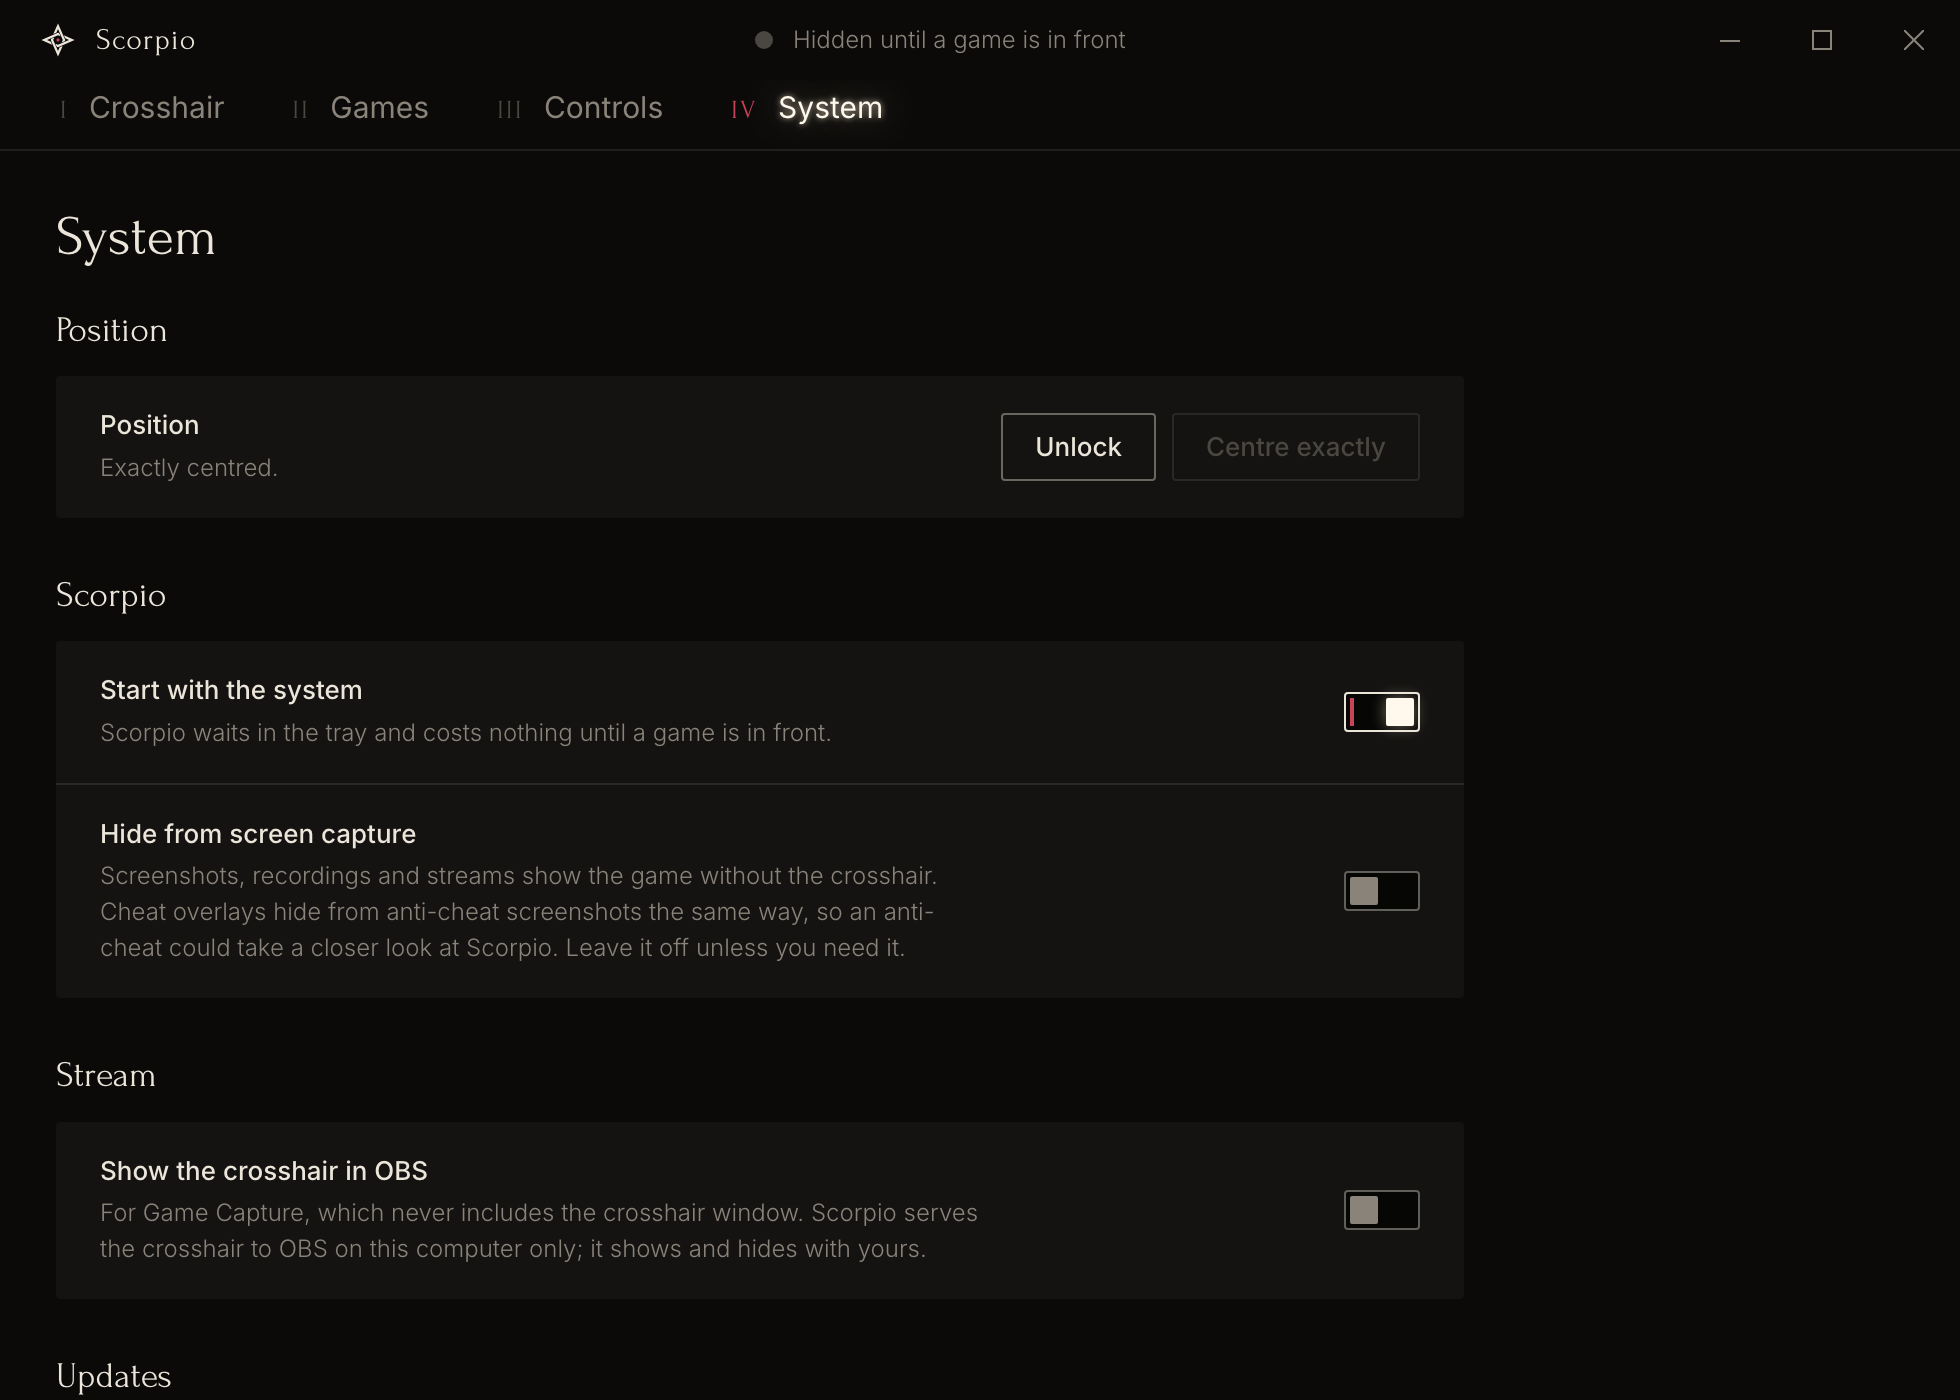 Scorpio
Hidden until a game is in front
I Crosshair
II Games
III Controls
IV System
System
Position
Position
Exactly centred.
Unlock
Centre exactly
Scorpio
Start with the system
Scorpio waits in the tray and costs nothing until a game is in front.
Hide from screen capture
Screenshots, recordings and streams show the game without the crosshair.
Cheat overlays hide from anti-cheat screenshots the same way, so an anti-
cheat could take a closer look at Scorpio. Leave it off unless you need it.
Stream
Show the crosshair in OBS
For Game Capture, which never includes the crosshair window. Scorpio serves
the crosshair to OBS on this computer only; it shows and hides with yours.
Updates